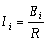 I_i = E_i / R